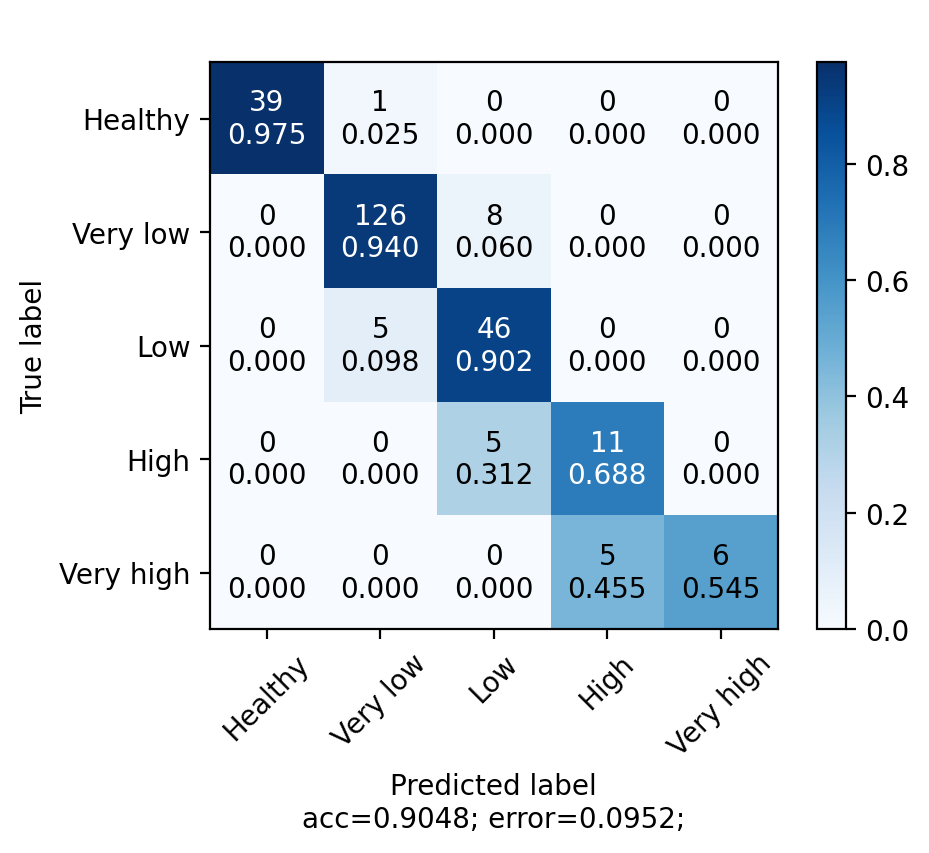 39 1 0 0 0
Healthy 0.975 0.025 0.000 0.000 0.000
0 126 8 0 0 0.8
Very low 0.000 0.940 0.060 0.000 0.000
0 5 46 0 0 0.6
Low 0.000 0.098 0.902 0.000 0.000
True label
0 0 5 11 0 0.4
High 0.000 0.000 0.312 0.688 0.000
0.2
0 0 0 5 6
Very high 0.000 0.000 0.000 0.455 0.545
0.0
Healthy Very low Low High Very high
Predicted label
acc=0.9048; error=0.0952;